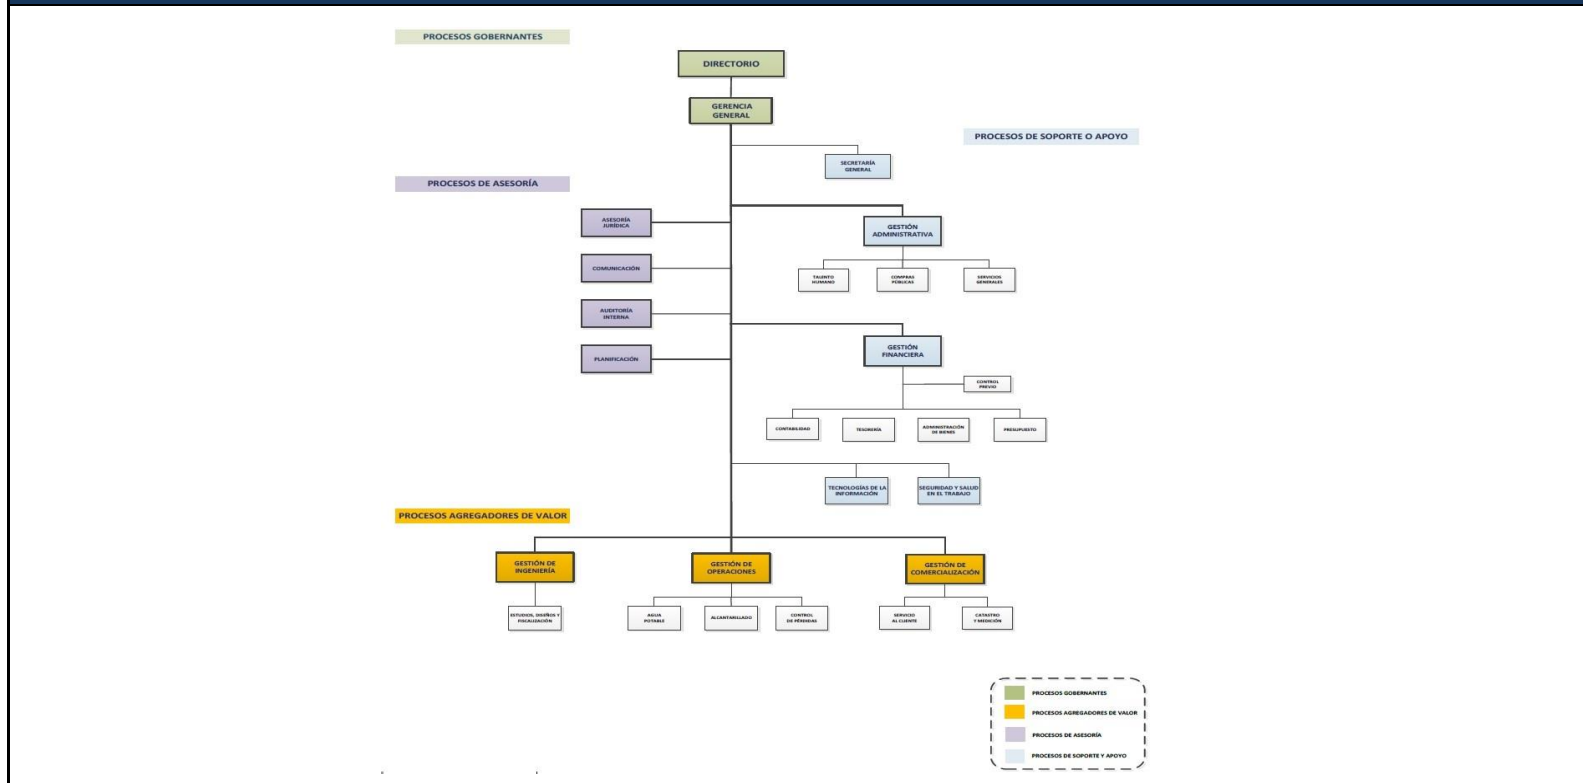 PROCESOS GOBERNANTES
DIRECTORIO
GERENCIA
GENERAL
PROCESOS DE SOPORTE O APOYO
SECRETARÍA
GENERAL
PROCESOS DE ASESORÍA
ASESORÍA
JURÍDICA
GESTIÓN
ADMINISTRATIVA
COMUNICACIÓN
TALENTO
HUMANO
COMPRAS
PÚBLICAS
SERVICIOS
GENERALES
AUDITORÍA
INTERNA
GESTIÓN
FINANCIERA
PLANIFICACIÓN
CONTROL
PREVIO
CONTABILIDAD
TESORERÍA
ADMINISTRACIÓN
DE BIENES
PRESUPUESTO
TECNOLOGÍAS DE LA
INFORMACIÓN
SEGURIDAD Y SALUD
EN EL TRABAJO
PROCESOS AGREGADORES DE VALOR
GESTIÓN DE
INGENIERÍA
GESTIÓN DE
OPERACIONES
GESTIÓN DE
COMERCIALIZACIÓN
ESTUDIOS, DISEÑOS Y
FISCALIZACIÓN
AGUA
POTABLE
ALCANTARILLADO
CONTROL
DE PÉRDIDAS
SERVICIO
AL CLIENTE
CATASTRO
Y MEDICIÓN
PROCESOS GOBERNANTES
PROCESOS AGREGADORES DE VALOR
PROCESOS DE ASESORÍA
PROCESOS DE SOPORTE Y APOYO